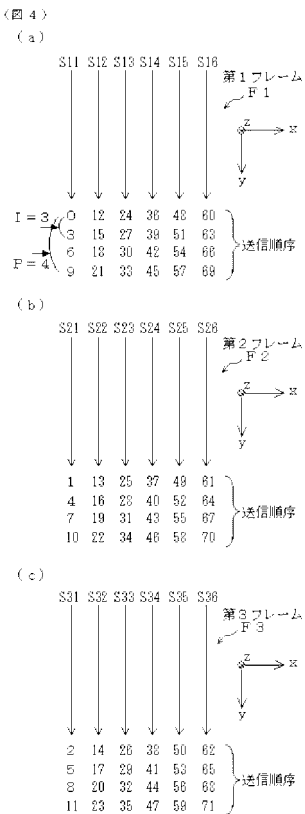 (図4)
(a)
S11 S12 S13 S14 S15 S16
第1フレーム
F1
z
x
y
I=3
P=4
0 12 24 36 48 60
3 15 27 39 51 63
6 18 30 42 54 66
9 21 33 45 57 69
送信順序
(b)
S21 S22 S23 S24 S25 S26
第2フレーム
F2
z
x
y
1 13 25 37 49 61
4 16 28 40 52 64
7 19 31 43 55 67
10 22 34 46 58 70
送信順序
(c)
S31 S32 S33 S34 S35 S36
第3フレーム
F3
z
x
y
2 14 26 38 50 62
5 17 29 41 53 65
8 20 32 44 56 68
11 23 35 47 59 71
送信順序